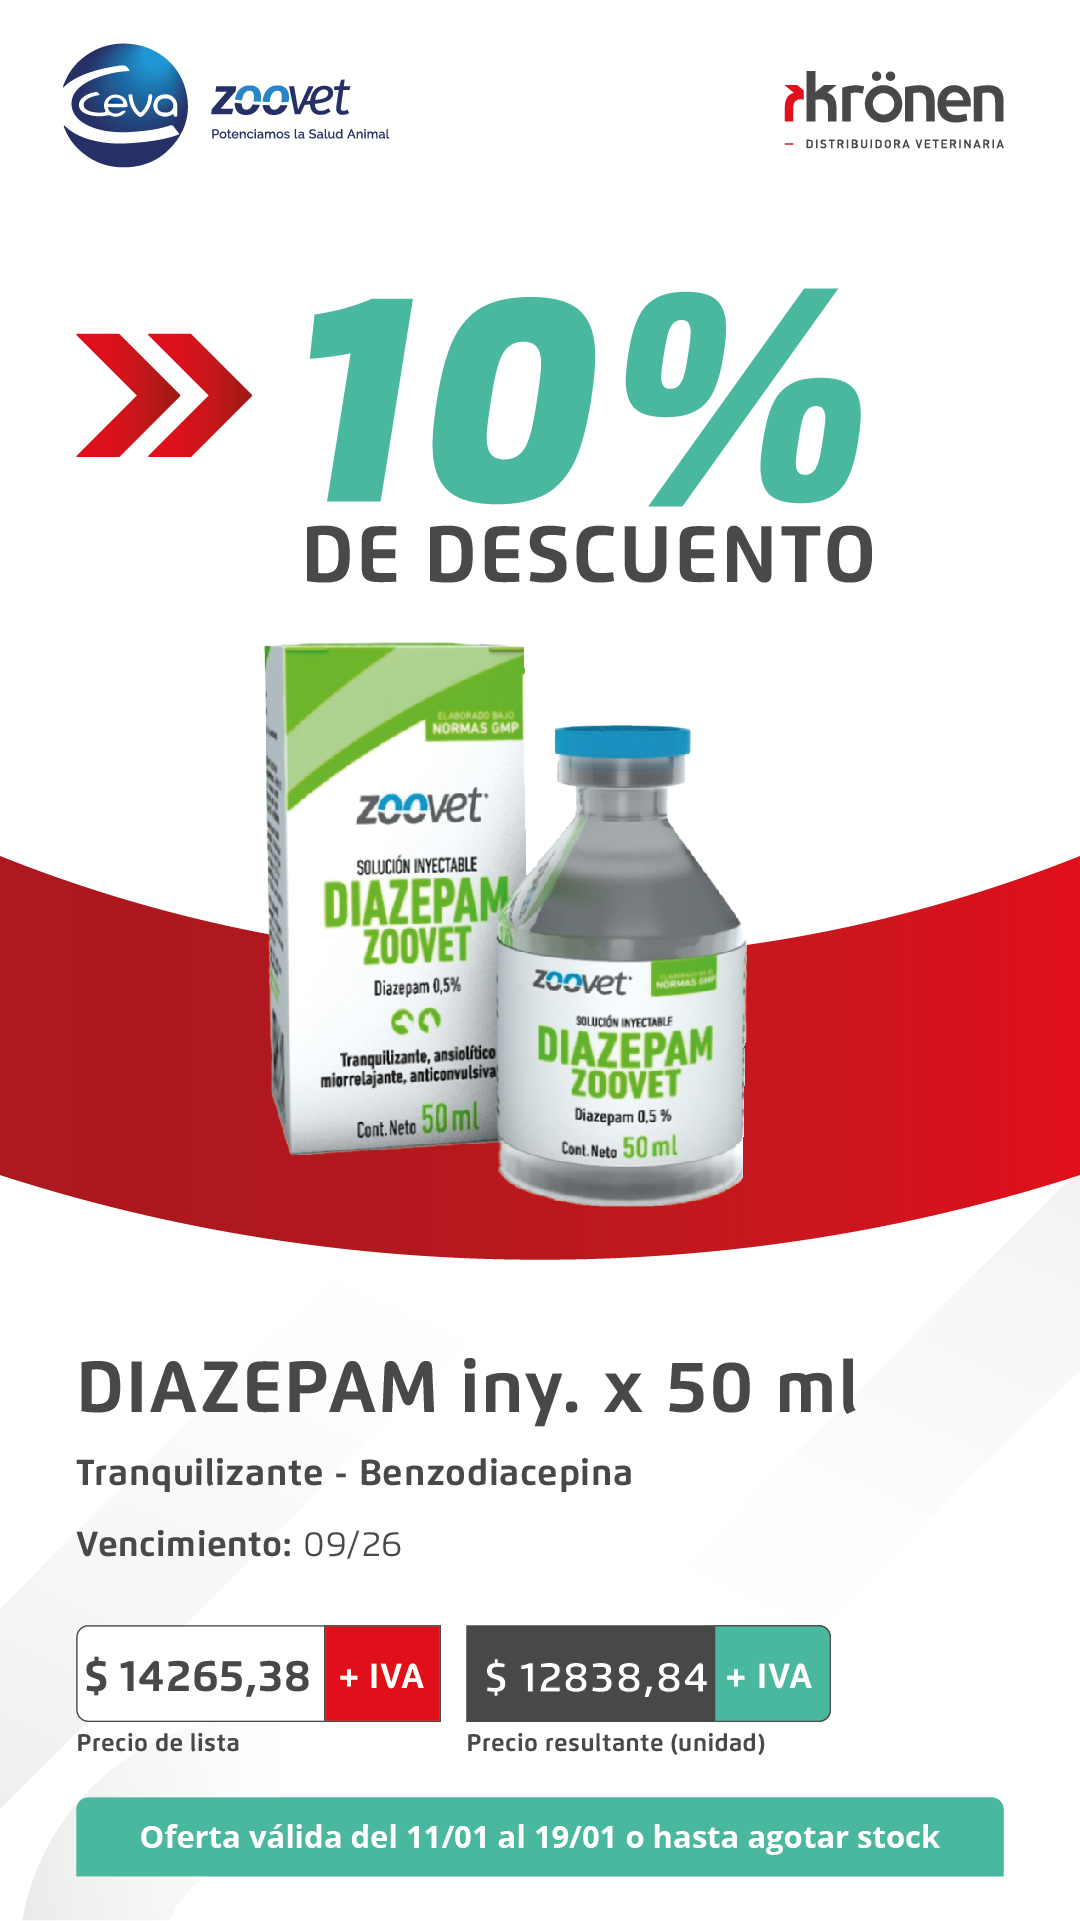 Ceva
zoovet
Potenciamos la Salud Animal
krönen
DISTRIBUIDORA VETERINARIA
10%
DE DESCUENTO
ELABORADO BAJO
NORMAS GMP
zoovet
SOLUCIÓN INYECTABLE
DIAZEPAM
ZOOVET
Diazepam 0,5%
Tranquilizante, ansiolítico
miorrelajante, anticonvulsiva
Cont. Neto 50 ml
zoovet
ELABORADO BAJO
NORMAS GMP
SOLUCIÓN INYECTABLE
DIAZEPAM
ZOOVET
Diazepam 0,5 %
Cont. Neto 50 ml
DIAZEPAM iny. x 50 ml
Tranquilizante - Benzodiacepina
Vencimiento: 09/26
$ 14265,38 + IVA
Precio de lista
$ 12838,84 + IVA
Precio resultante (unidad)
Oferta válida del 11/01 al 19/01 o hasta agotar stock